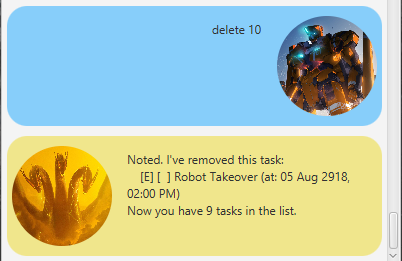 delete 10
Noted. I've removed this task:
[E] [  ] Robot Takeover (at: 05 Aug 2918,
02:00 PM)
Now you have 9 tasks in the list.